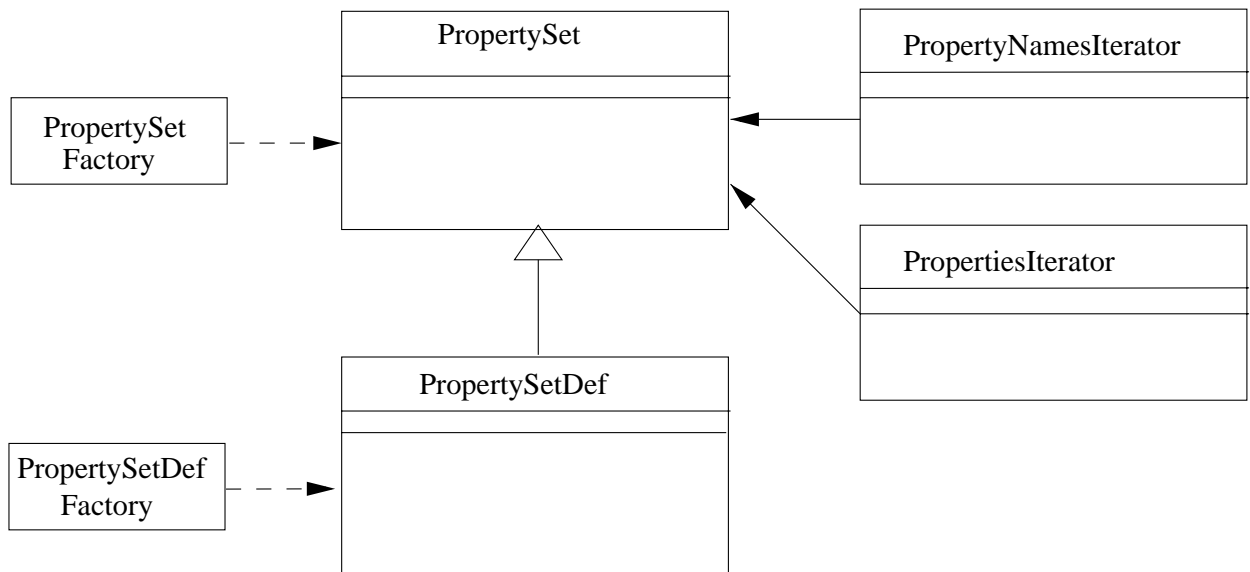 PropertySet
PropertyNamesIterator
PropertySet
Factory
PropertiesIterator
PropertySetDef
PropertySetDef
Factory